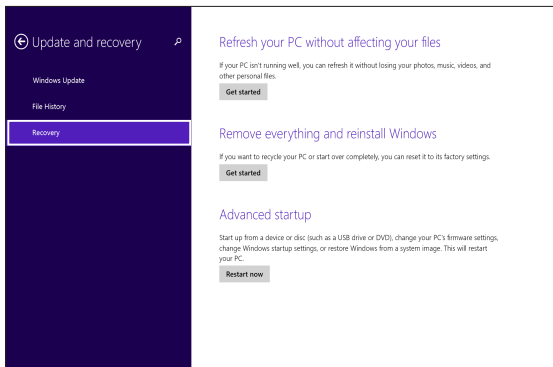 Update and recovery
Windows Update
File History
Recovery
Refresh your PC without affecting your files
If your PC isn't running well, you can refresh it without losing your photos, music, videos, and
other personal files.
Get started
Remove everything and reinstall Windows
If you want to recycle your PC or start over completely, you can reset it to its factory settings.
Get started
Advanced startup
Start up from a device or disc (such as a USB drive or DVD), change your PC's firmware settings,
change Windows startup settings, or restore Windows from a system image. This will restart
your PC.
Restart now